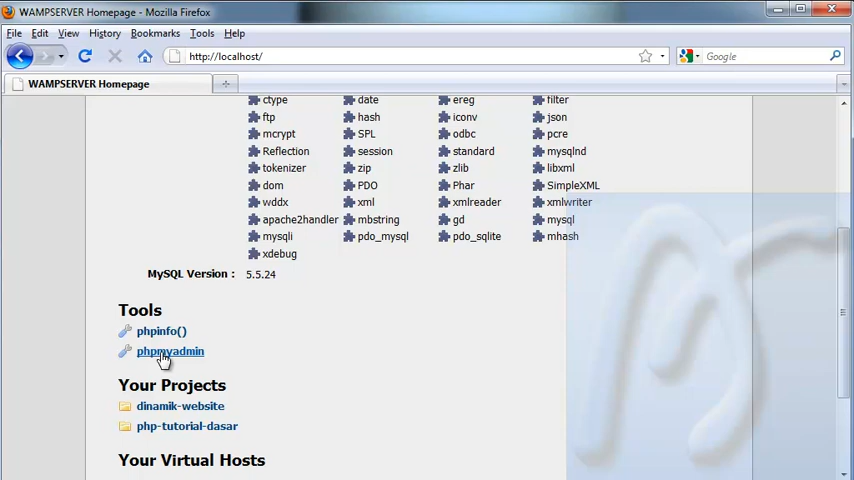 WAMPSERVER Homepage - Mozilla Firefox
File Edit View History Bookmarks Tools Help
http://localhost/ Google
WAMPSERVER Homepage
ctype date ereg filter
ftp hash iconv json
mcrypt SPL odbc pcre
Reflection session standard mysqlnd
tokenizer zip zlib libxml
dom PDO Phar SimpleXML
wddx xml xmlreader xmlwriter
apache2handler mbstring gd mysql
mysqli pdo_mysql pdo_sqlite mhash
xdebug
MySQL Version : 5.5.24
Tools
phpinfo()
phpmyadmin
Your Projects
dinamik-website
php-tutorial-dasar
Your Virtual Hosts